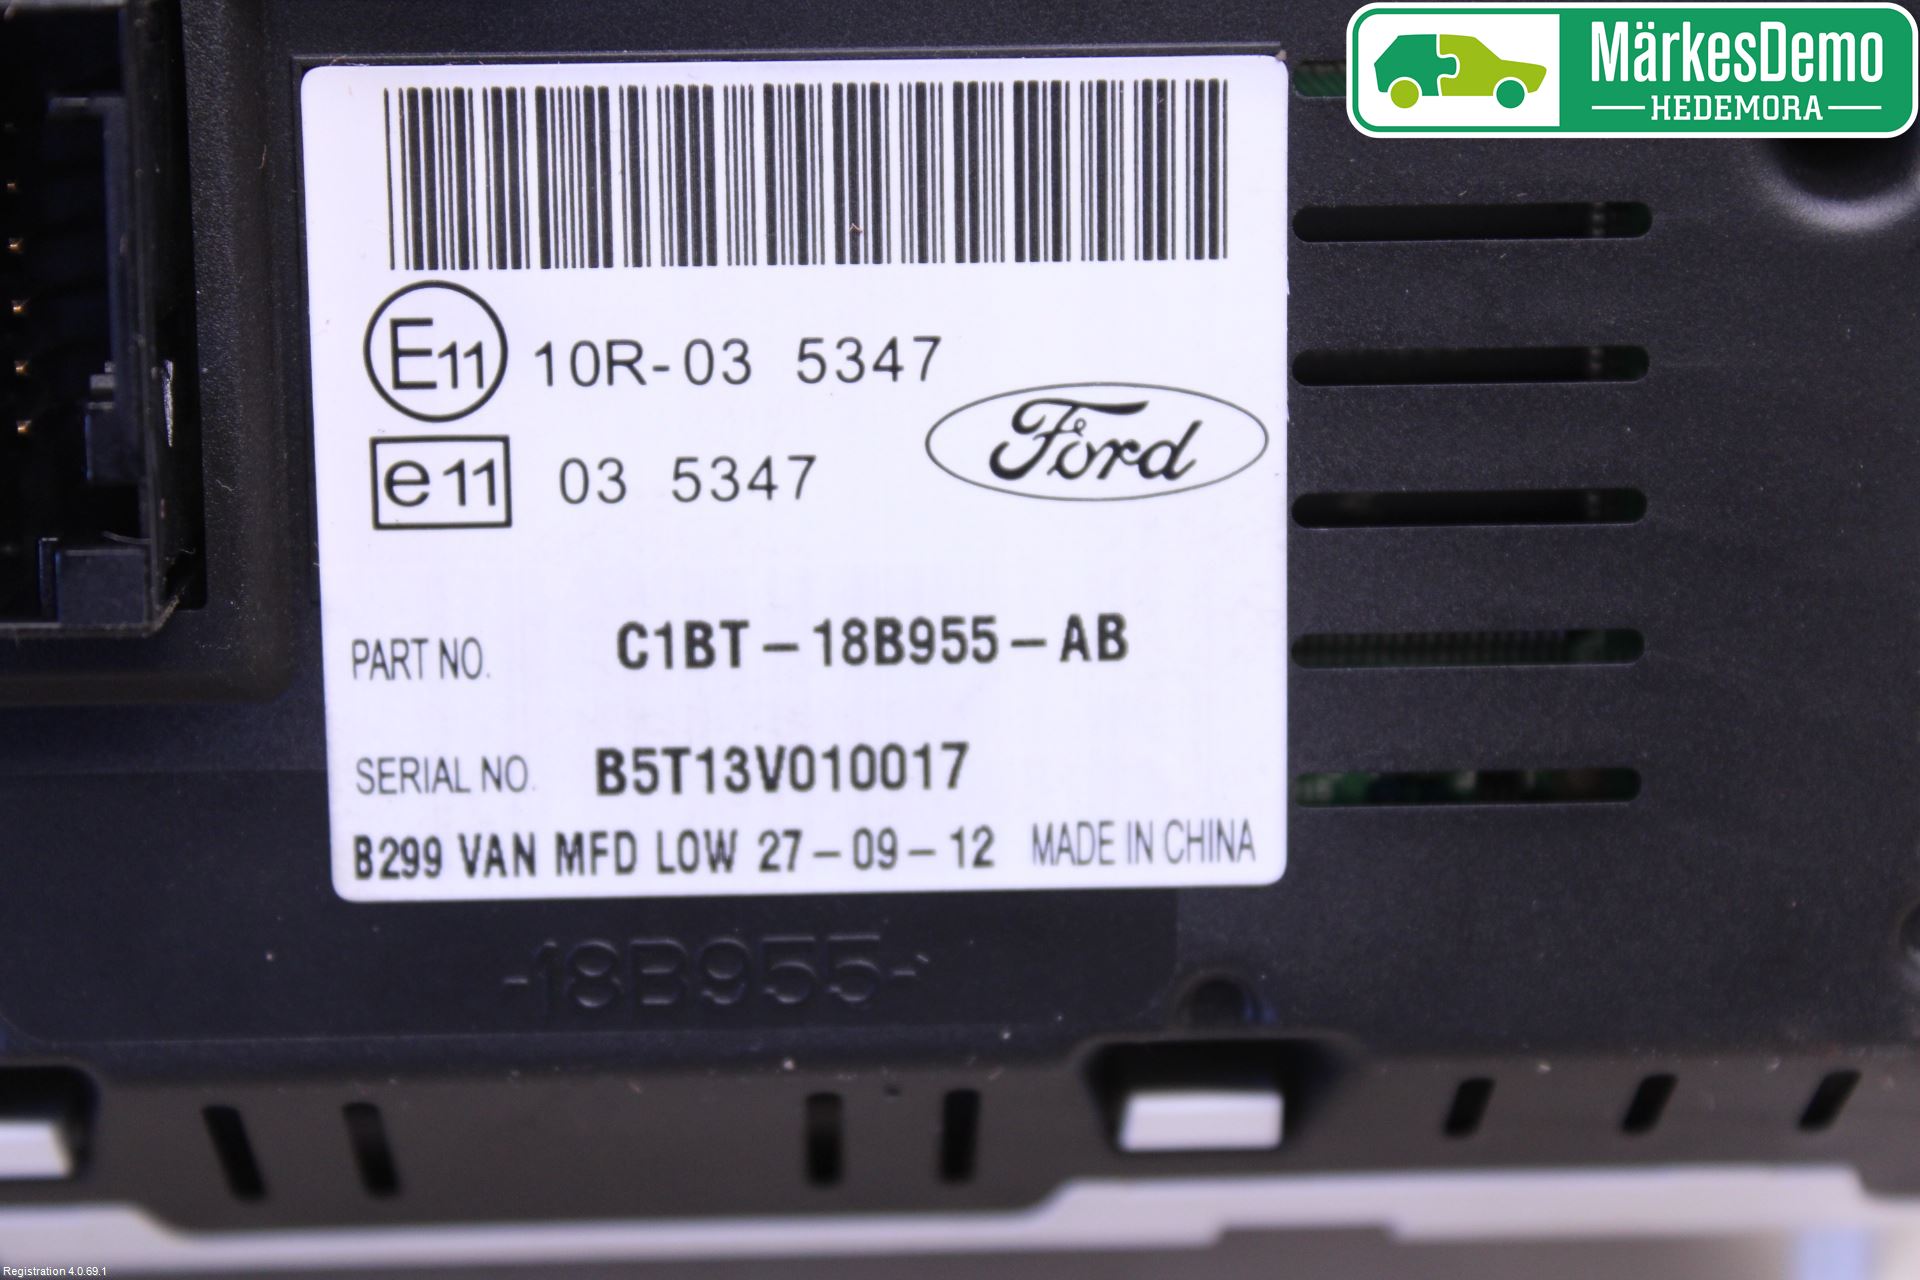 MärkesDemo
HEDEMORA
E11 10R-03 5347
e11 03 5347
Ford
PART NO. C1BT-18B955-AB
SERIAL NO. B5T13V010017
B299 VAN MFD LOW 27-09-12 MADE IN CHINA
-18B955-
Registration 4.0.69.1